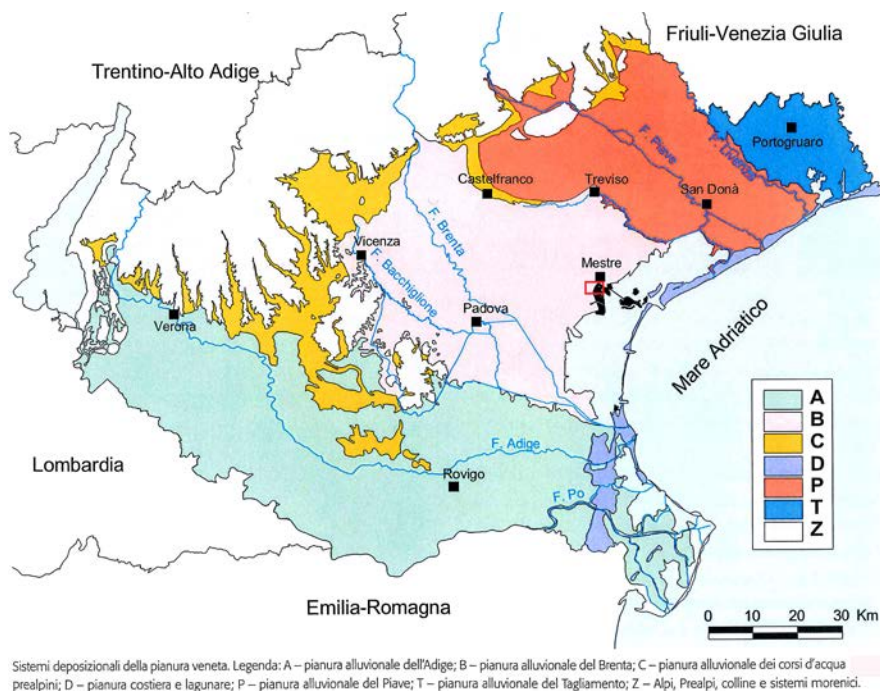 Friuli-Venezia Giulia
Trentino-Alto Adige
Portogruaro
F. Piave
F. Livenza
Castelfranco
Treviso
San Donà
F. Brenta
Vicenza
Mestre
F. Bacchiglione
Padova
Verona
Mare Adriatico
A
B
C
D
P
T
Z
F. Adige
Lombardia
Rovigo
F. Po
Emilia-Romagna
0 10 20 30 Km
Sistemi deposizionali della pianura veneta. Legenda: A – pianura alluvionale dell'Adige; B – pianura alluvionale del Brenta; C – pianura alluvionale dei corsi d'acqua
prealpini; D – pianura costiera e lagunare; P – pianura alluvionale del Piave; T – pianura alluvionale del Tagliamento; Z – Alpi, Prealpi, colline e sistemi morenici.